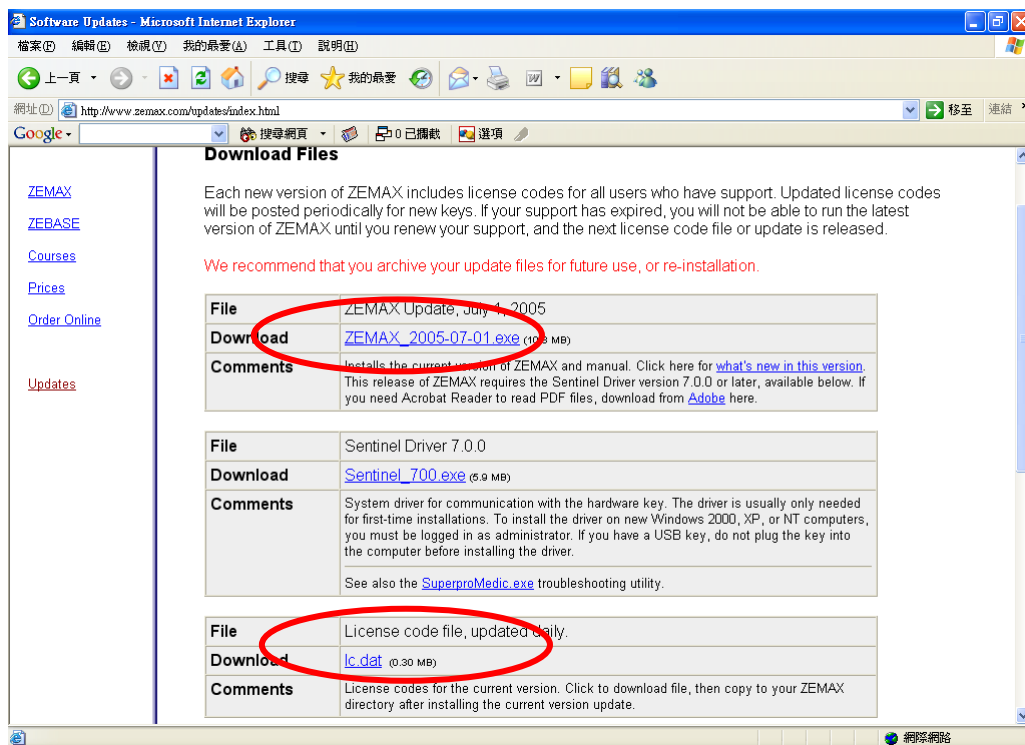 Software Updates - Microsoft Internet Explorer
檔案(F) 編輯(E) 檢視(V) 我的最愛(A) 工具(T) 說明(H)
上一頁 搜尋 我的最愛
網址(D) http://www.zemax.com/updates/index.html 移至 連結 »
Google 搜尋網頁 0 已攔截 選項
Download Files
ZEMAX
ZEBASE
Courses
Prices
Order Online
Updates
Each new version of ZEMAX includes license codes for all users who have support. Updated license codes
will be posted periodically for new keys. If your support has expired, you will not be able to run the latest
version of ZEMAX until you renew your support, and the next license code file or update is released.
We recommend that you archive your update files for future use, or re-installation.
File ZEMAX Update, July 1, 2005
Download ZEMAX_2005-07-01.exe (10.3 MB)
Comments Installs the current version of ZEMAX and manual. Click here for what's new in this version.
This release of ZEMAX requires the Sentinel Driver version 7.0.0 or later, available below. If
you need Acrobat Reader to read PDF files, download from Adobe here.
File Sentinel Driver 7.0.0
Download Sentinel_700.exe (5.9 MB)
Comments System driver for communication with the hardware key. The driver is usually only needed
for first-time installations. To install the driver on new Windows 2000, XP, or NT computers,
you must be logged in as administrator. If you have a USB key, do not plug the key into
the computer before installing the driver.
See also the SuperproMedic.exe troubleshooting utility.
File License code file, updated daily.
Download lc.dat (0.30 MB)
Comments License codes for the current version. Click to download file, then copy to your ZEMAX
directory after installing the current version update.
網際網路